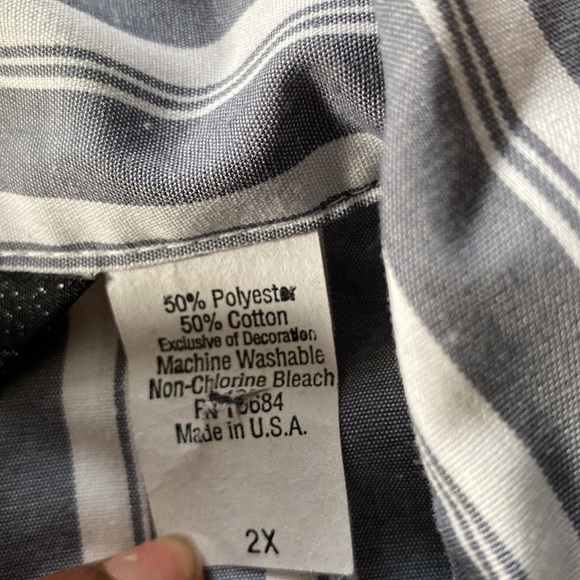 50% Polyester
50% Cotton
Exclusive of Decoration
Machine Washable
Non-Chlorine Bleach
Made in U.S.A.
2X